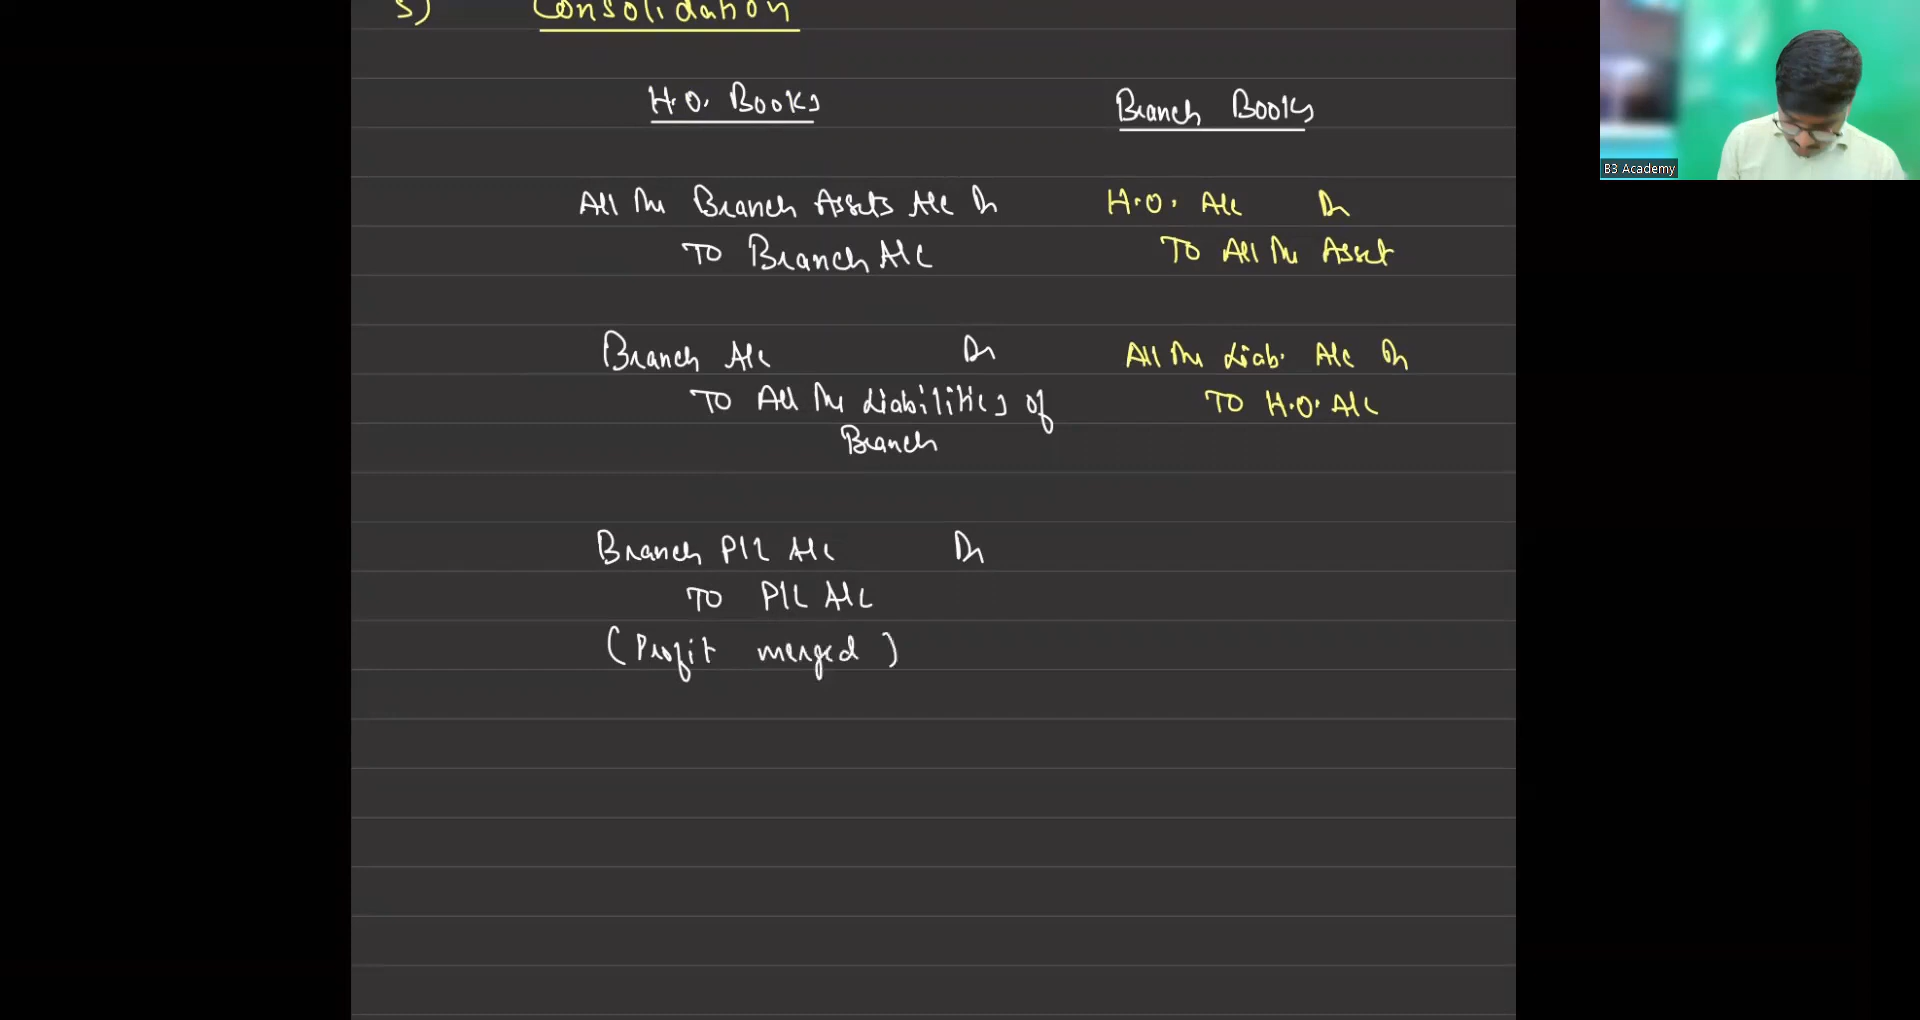 5) Consolidation
H.O. Books
Branch Books
All the Branch Assets A/c Dr
To Branch A/c
H.O. A/c Dr
To All the Asset
Branch A/c Dr
To All the Liabilities of
Branch
All the Liab. A/c Dr
To H.O. A/c
Branch P/L A/c Dr
To P/L A/c
(Profit merged)
B3 Academy